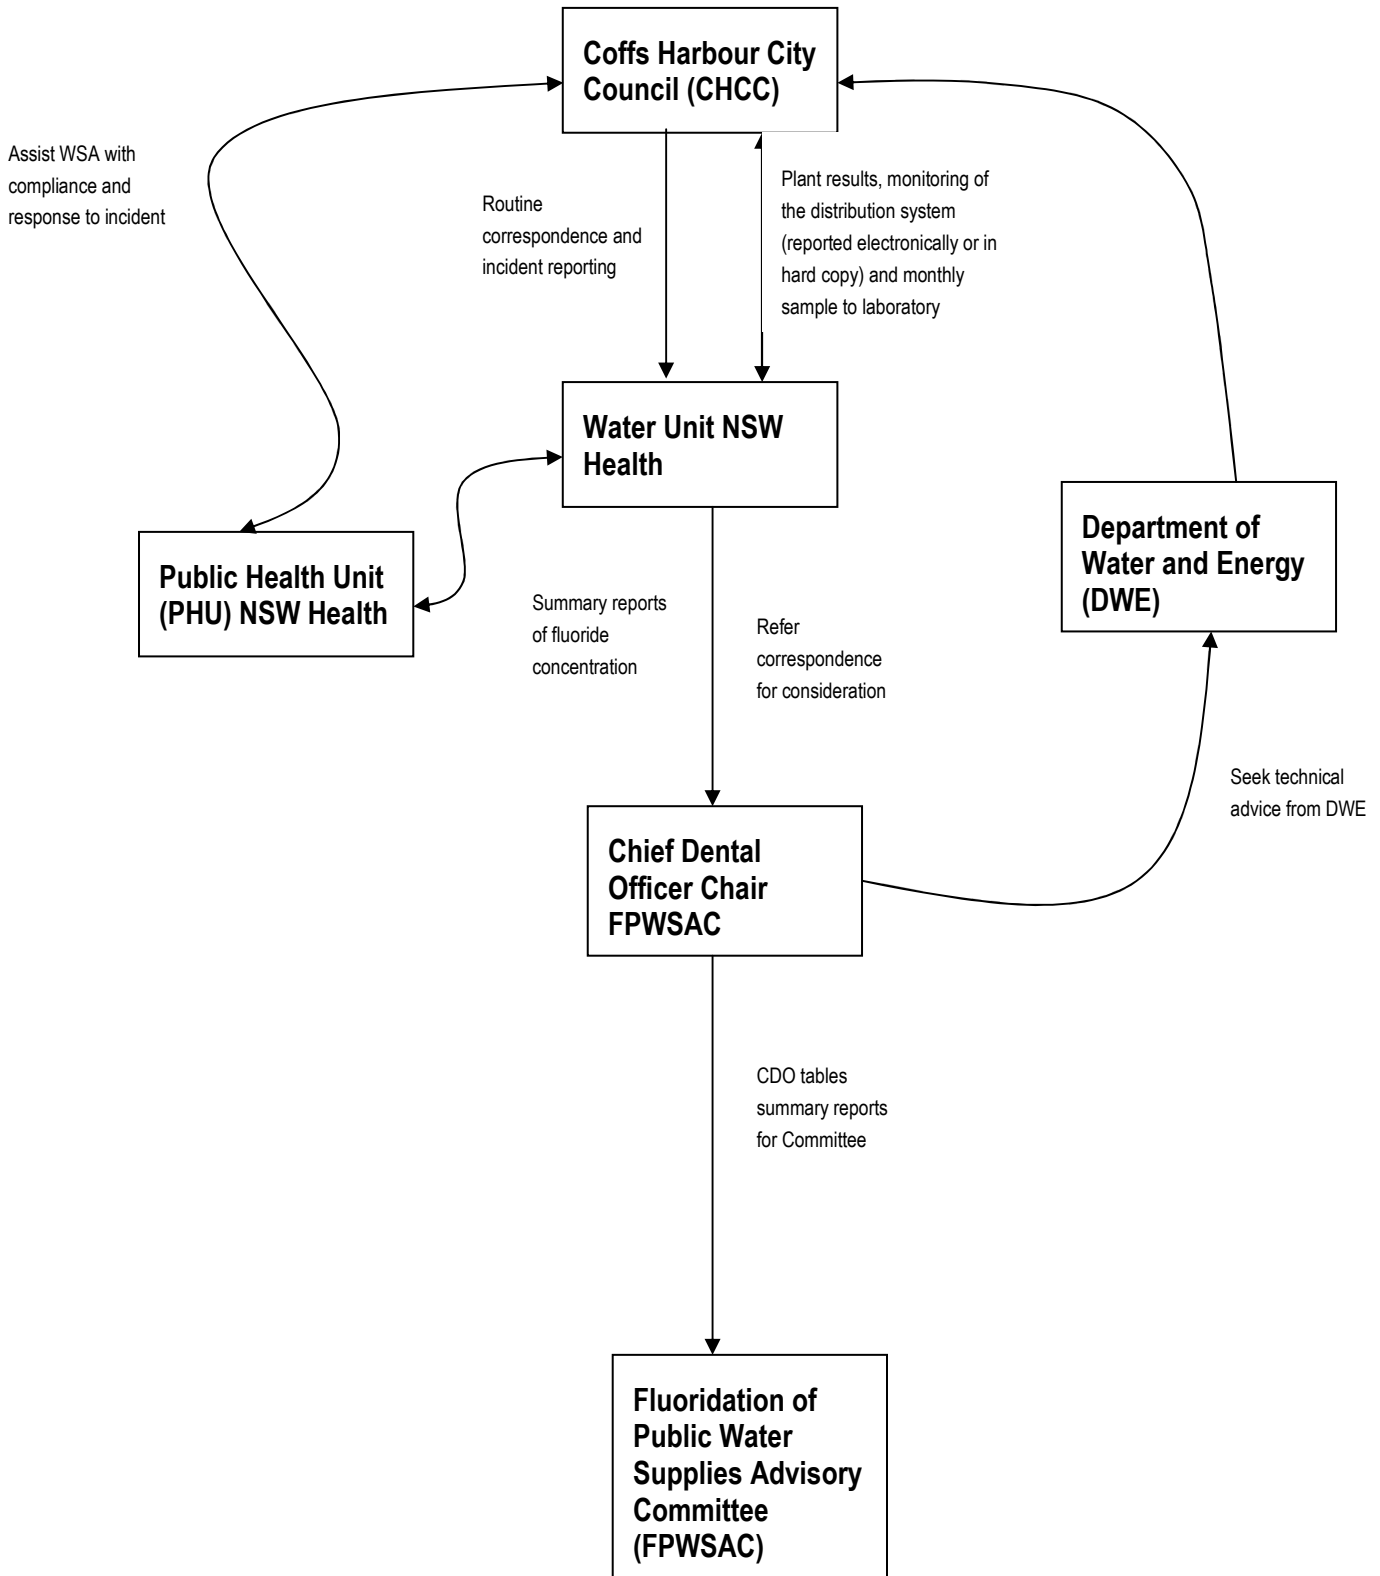 Coffs Harbour City
Council (CHCC)
Assist WSA with
compliance and
response to incident
Routine
correspondence and
incident reporting
Plant results, monitoring of
the distribution system
(reported electronically or in
hard copy) and monthly
sample to laboratory
Water Unit NSW
Health
Public Health Unit
(PHU) NSW Health
Department of
Water and Energy
(DWE)
Summary reports
of fluoride
concentration
Refer
correspondence
for consideration
Seek technical
advice from DWE
Chief Dental
Officer Chair
FPWSAC
CDO tables
summary reports
for Committee
Fluoridation of
Public Water
Supplies Advisory
Committee
(FPWSAC)